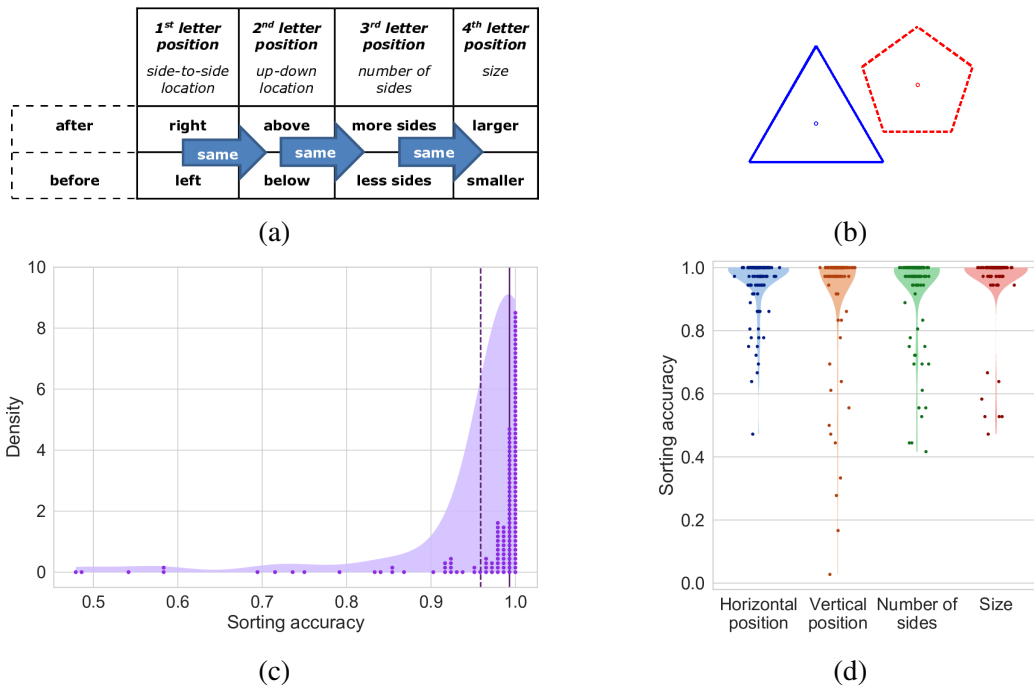 1st letter position
2nd letter position
3rd letter position
4th letter position
side-to-side location
up-down location
number of sides
size
after
right
above
more sides
larger
same
same
same
before
left
below
less sides
smaller
(a)
(b)
10
8
6
4
2
0
Density
0.5
0.6
0.7
0.8
0.9
1.0
Sorting accuracy
(c)
1.0
0.8
0.6
0.4
0.2
0.0
Sorting accuracy
Horizontal position
Vertical position
Number of sides
Size
(d)